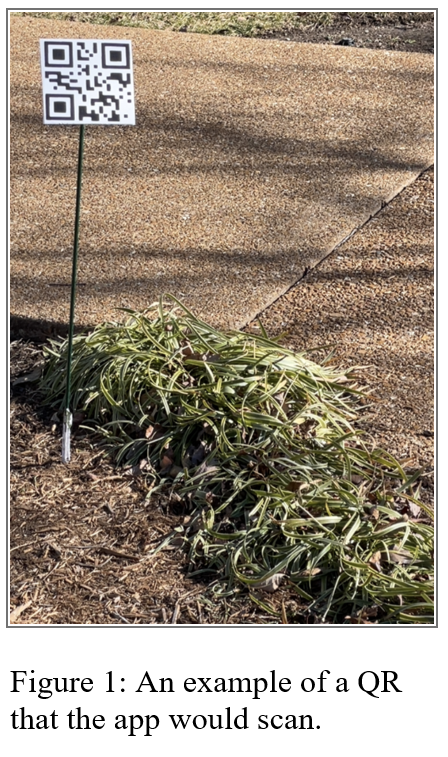 Figure 1: An example of a QR
that the app would scan.